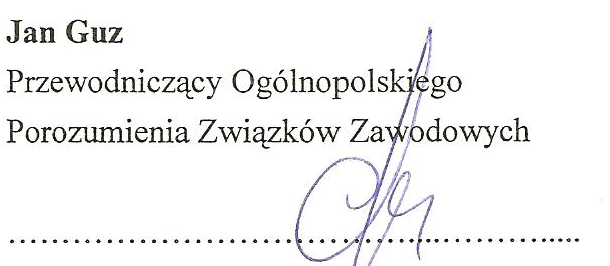 Jan Guz
Przewodniczący Ogólnopolskiego
Porozumienia Związków Zawodowych